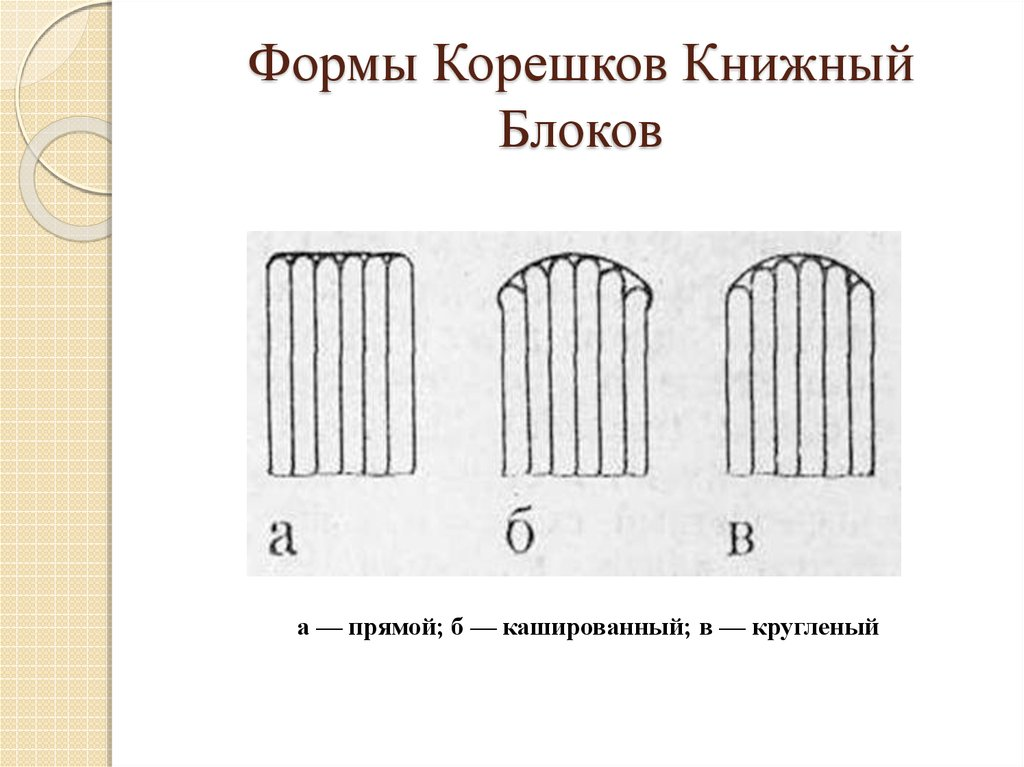 Формы Корешков Книжный
Блоков
а б в
а — прямой; б — кашированный; в — кругленый